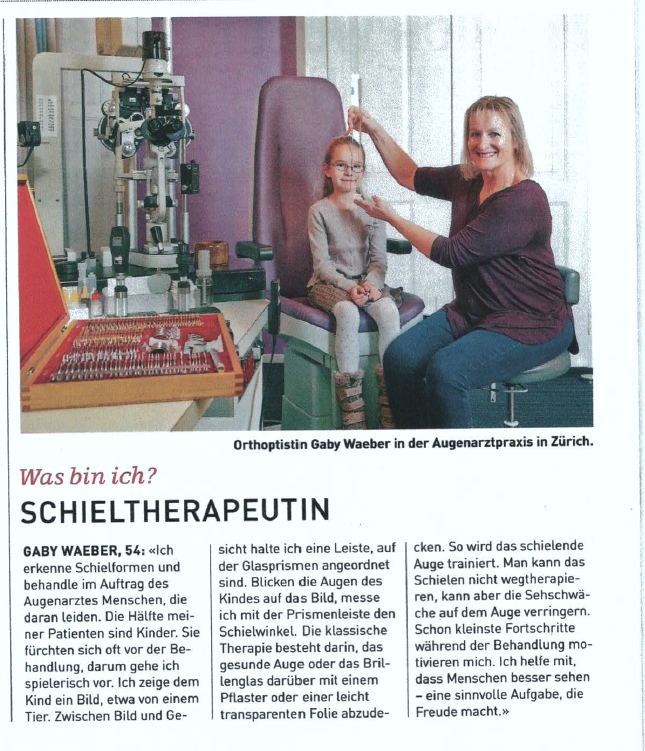 Orthoptistin Gaby Waeber in der Augenarztpraxis in Zürich.
Was bin ich?
SCHIELTHERAPEUTIN
GABY WAEBER, 54: «Ich
erkenne Schielformen und
behandle im Auftrag des
Augenarztes Menschen, die
daran leiden. Die Hälfte mei-
ner Patienten sind Kinder. Sie
fürchten sich oft vor der Be-
handlung, darum gehe ich
spielerisch vor. Ich zeige dem
Kind ein Bild, etwa von einem
Tier. Zwischen Bild und Ge-
sicht halte ich eine Leiste, auf
der Glasprismen angeordnet
sind. Blicken die Augen des
Kindes auf das Bild, messe
ich mit der Prismenleiste den
Schielwinkel. Die klassische
Therapie besteht darin, das
gesunde Auge oder das Bril-
lenglas darüber mit einem
Pflaster oder einer leicht
transparenten Folie abzude-
cken. So wird das schielende
Auge trainiert. Man kann das
Schielen nicht wegtherapie-
ren, kann aber die Sehschwä-
che auf dem Auge verringern.
Schon kleinste Fortschritte
während der Behandlung mo-
tivieren mich. Ich helfe mit,
dass Menschen besser sehen
– eine sinnvolle Aufgabe, die
Freude macht.»